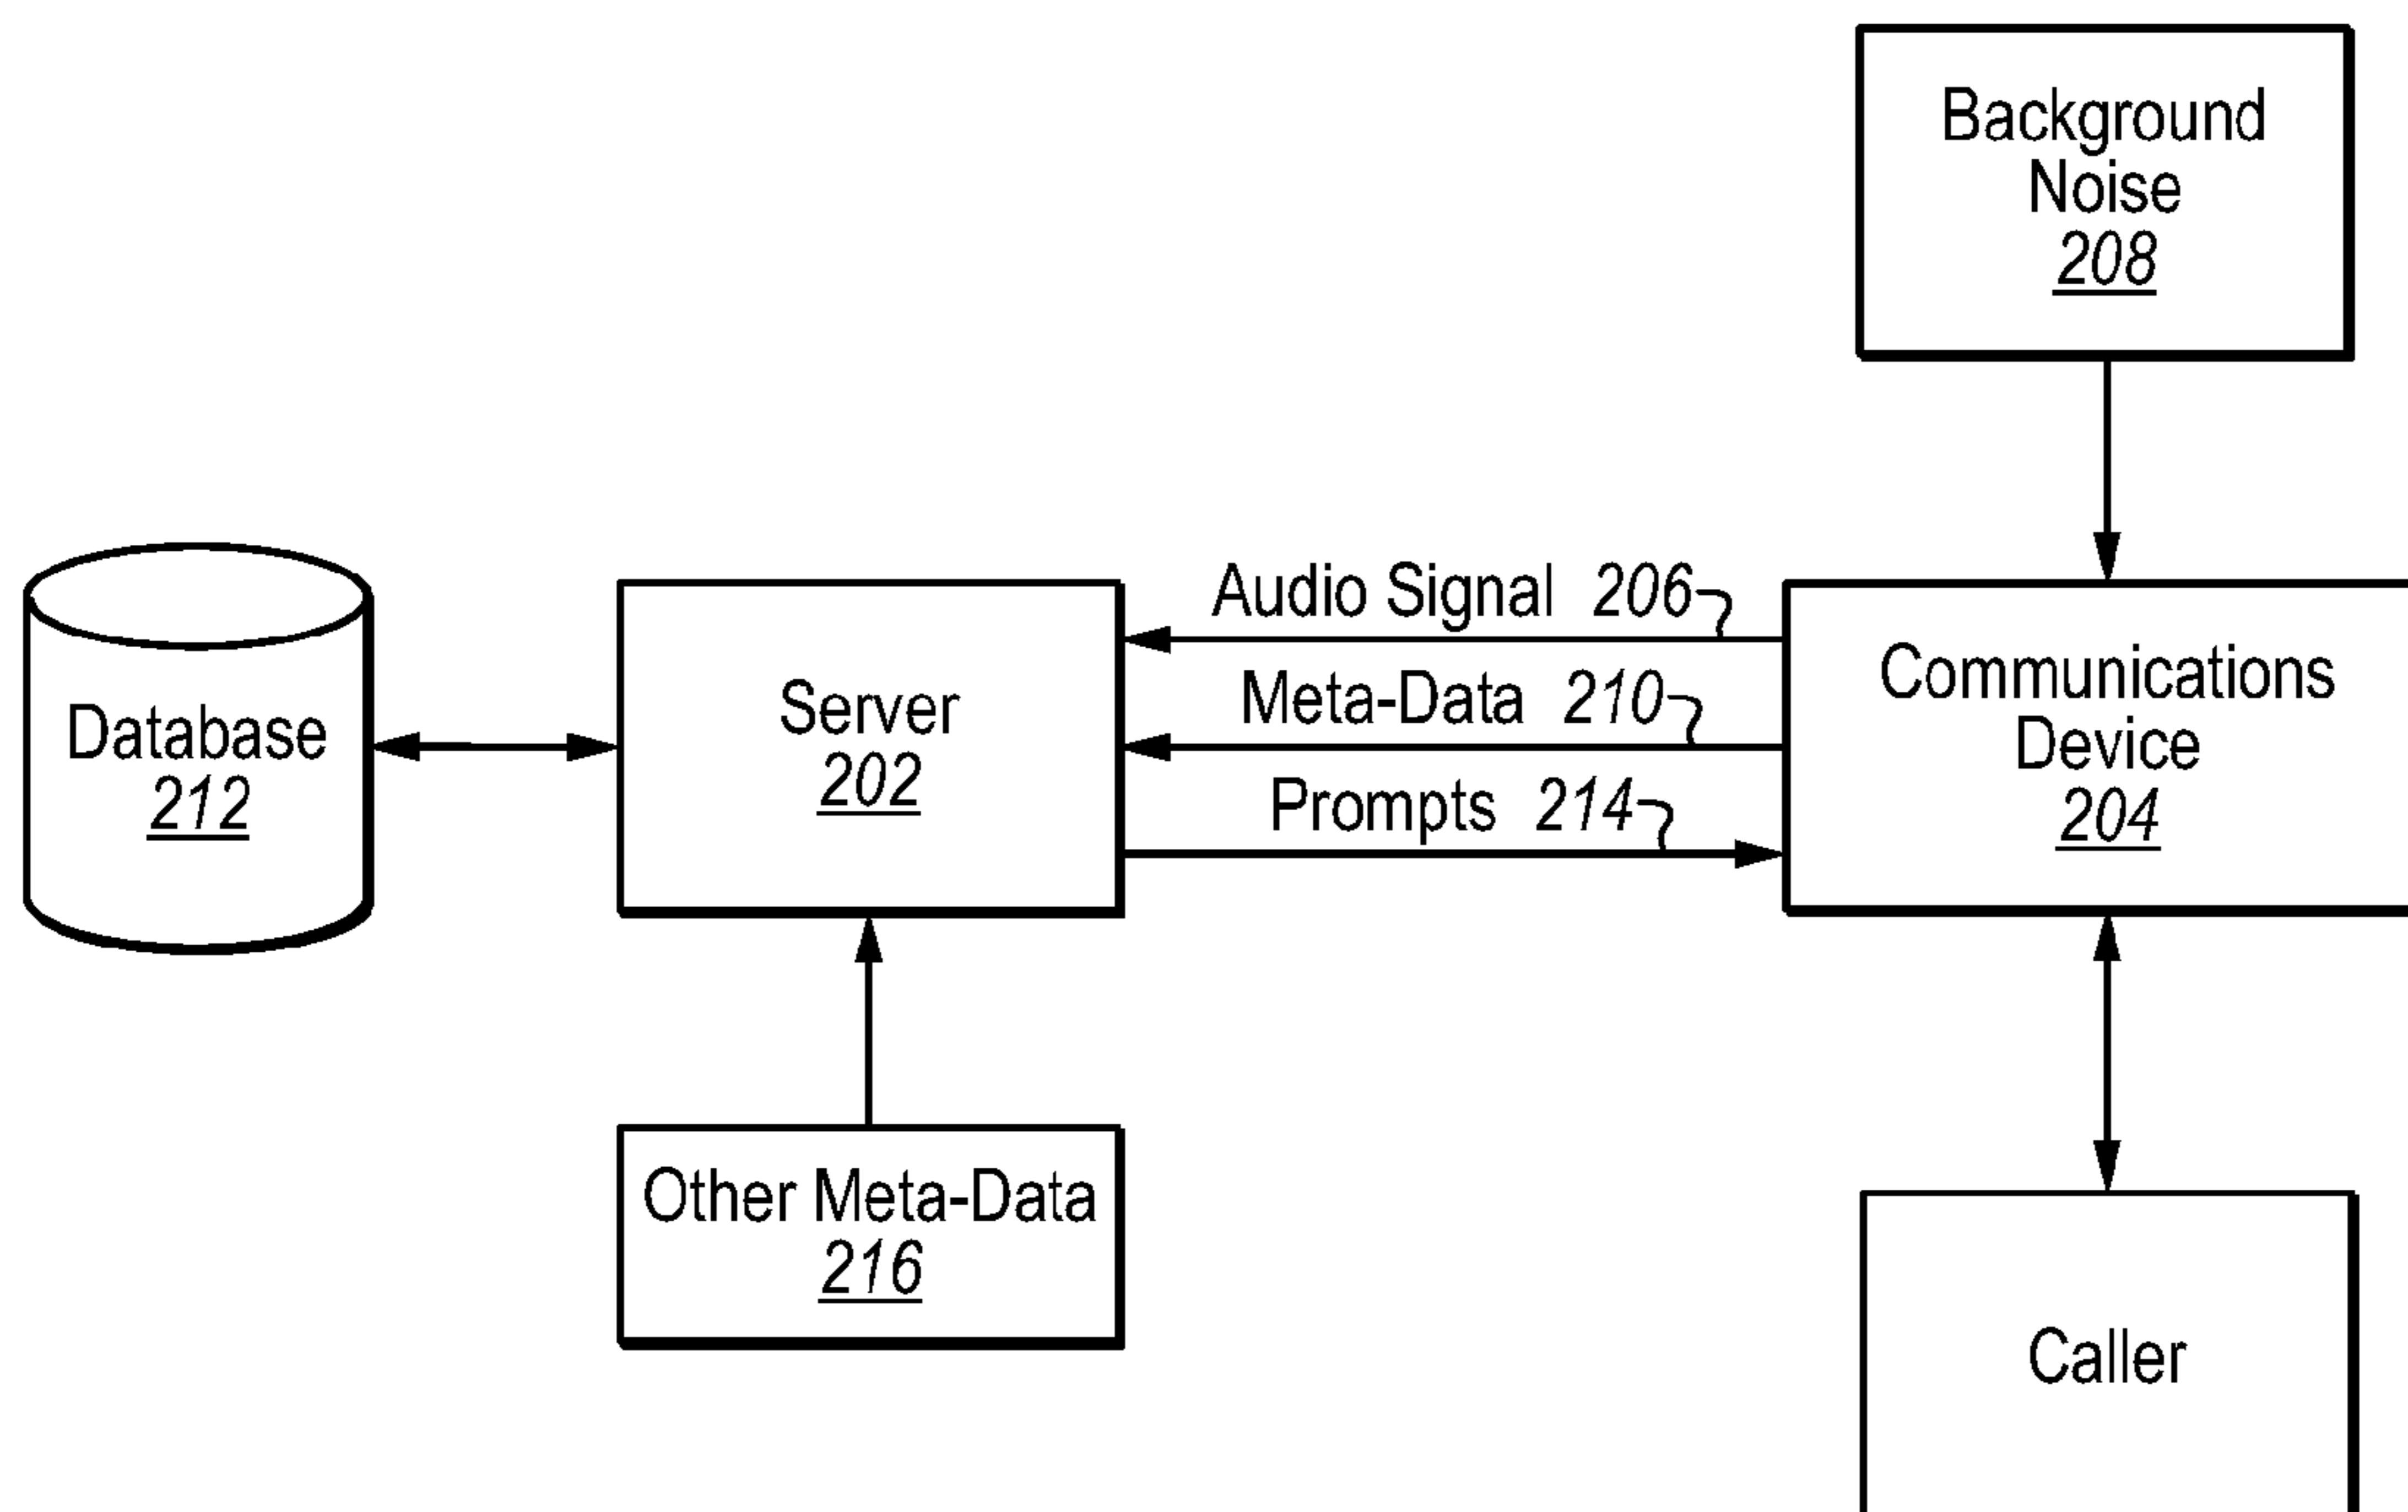 Background
Noise
208
Audio Signal 206
Meta-Data 210
Prompts 214
Communications
Device
204
Server
202
Database
212
Other Meta-Data
216
Caller